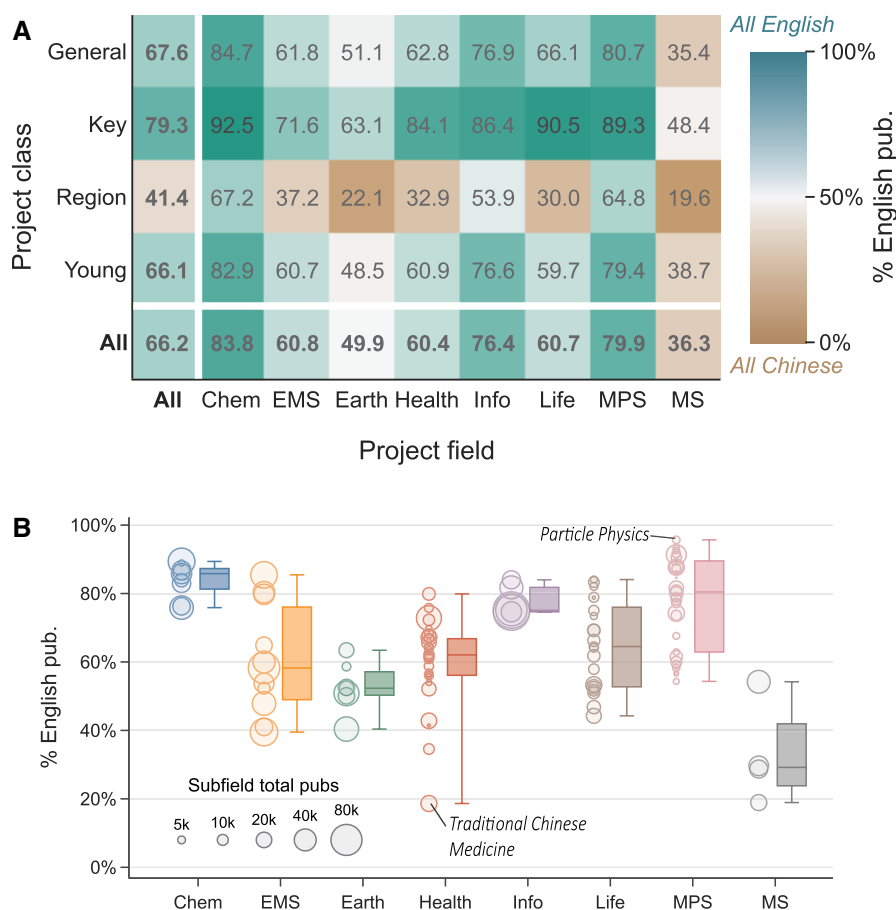 A
All English
General 67.6 84.7 61.8 51.1 62.8 76.9 66.1 80.7 35.4
100%
Key 79.3 92.5 71.6 63.1 84.1 86.4 90.5 89.3 48.4
Project class
50%
% English pub.
Region 41.4 67.2 37.2 22.1 32.9 53.9 30.0 64.8 19.6
Young 66.1 82.9 60.7 48.5 60.9 76.6 59.7 79.4 38.7
All 66.2 83.8 60.8 49.9 60.4 76.4 60.7 79.9 36.3
0%
All Chinese
All Chem EMS Earth Health Info Life MPS MS
Project field
B
100%
Particle Physics
80%
60%
% English pub.
40%
20%
0%
Subfield total pubs
5k 10k 20k 40k 80k
Traditional Chinese
Medicine
Chem EMS Earth Health Info Life MPS MS